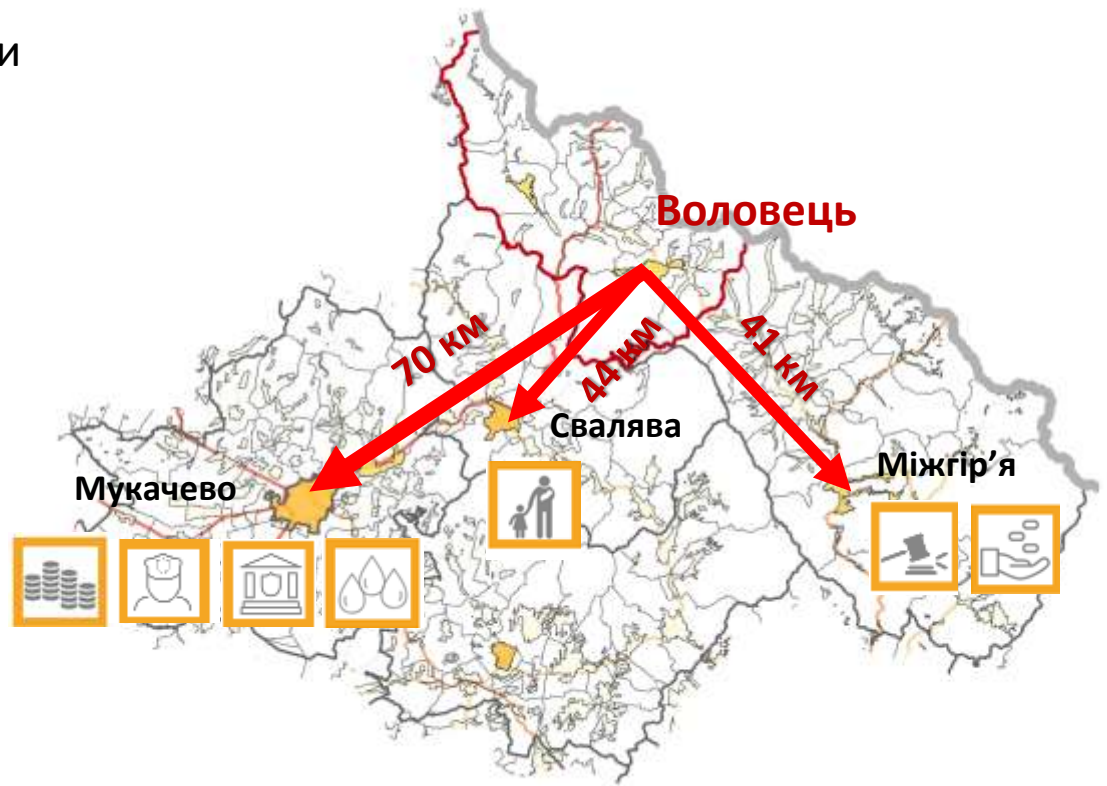 и
Воловець
70 км
44 км
41 км
Свалява
Міжгір’я
Мукачево